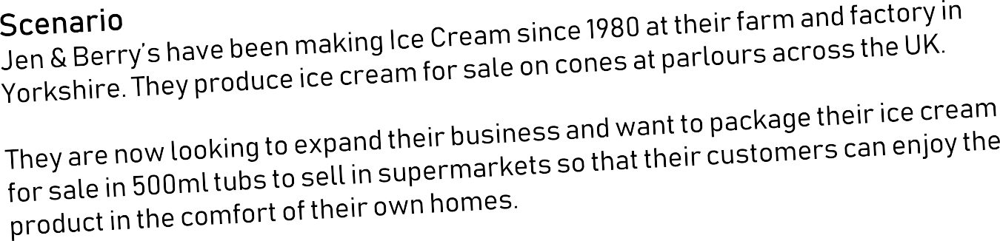 Scenario
Jen & Berry's have been making Ice Cream since 1980 at their farm and factory in
Yorkshire. They produce ice cream for sale on cones at parlours across the UK.
They are now looking to expand their business and want to package their ice cream
for sale in 500ml tubs to sell in supermarkets so that their customers can enjoy the
product in the comfort of their own homes.